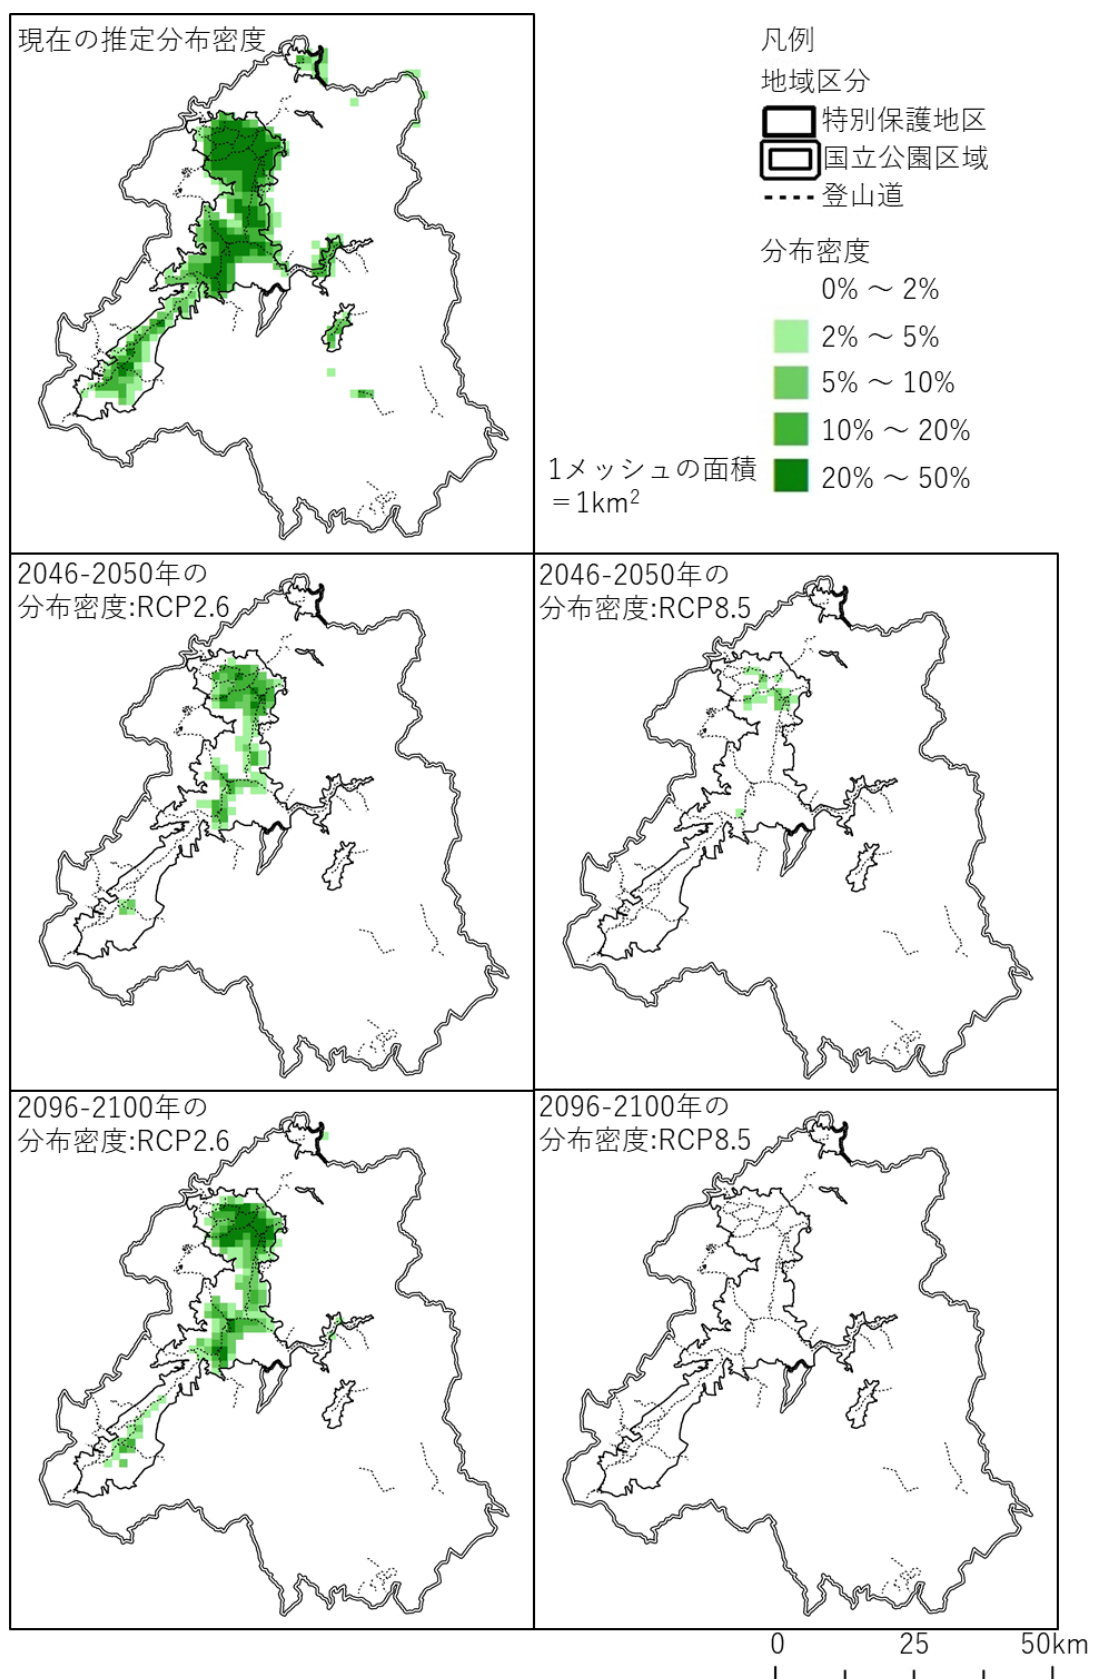 現在の推定分布密度
凡例
地域区分
特別保護地区
国立公園区域
登山道
分布密度
0% ～ 2%
2% ～ 5%
5% ～ 10%
10% ～ 20%
20% ～ 50%
1メッシュの面積
＝1km²
2046-2050年の
分布密度:RCP2.6
2046-2050年の
分布密度:RCP8.5
2096-2100年の
分布密度:RCP2.6
2096-2100年の
分布密度:RCP8.5
0 25 50km